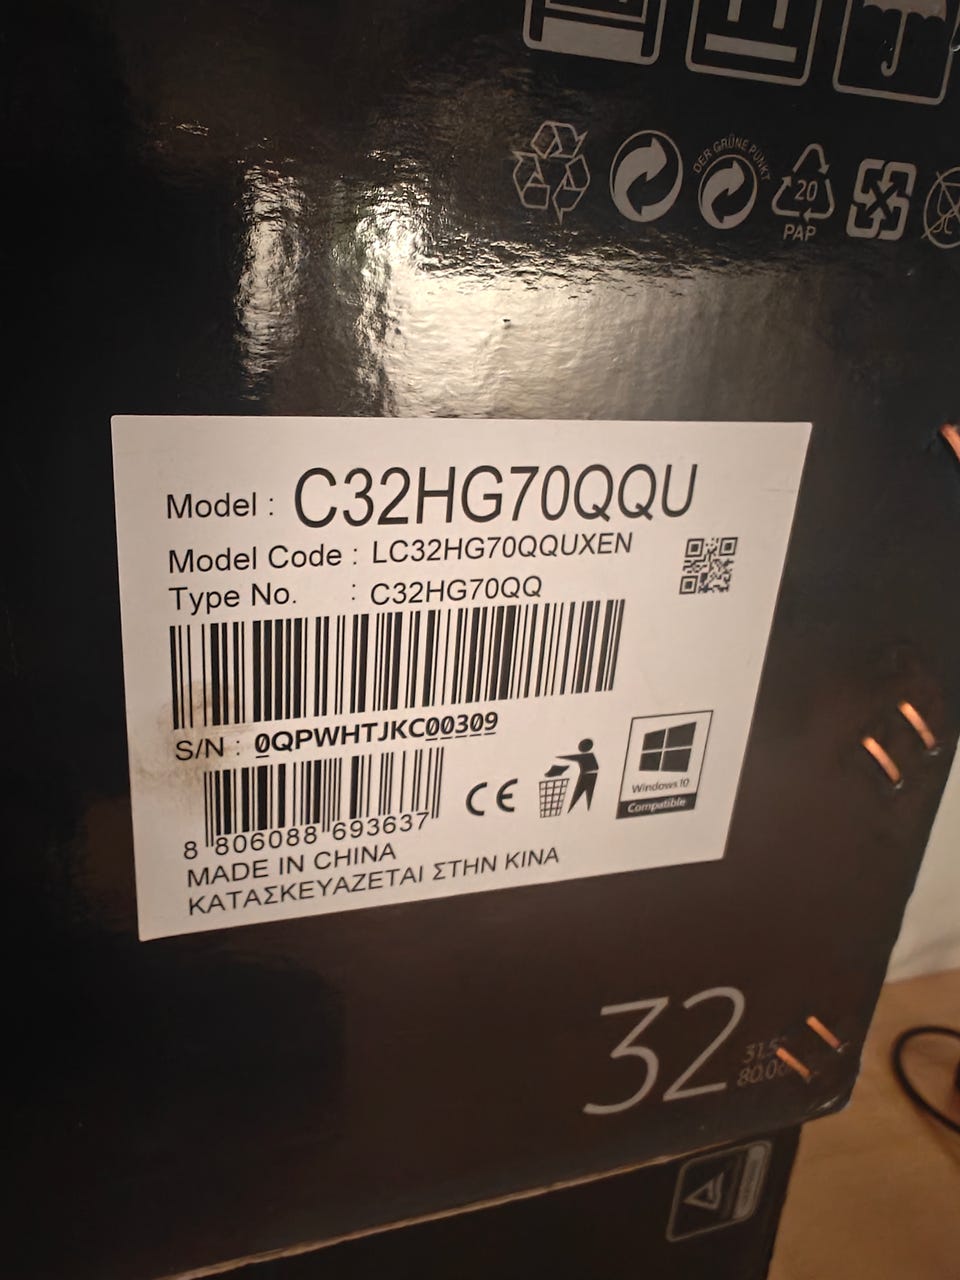 DER GRÜNE PUNKT
20
PAP
Model : C32HG70QQU
Model Code : LC32HG70QQUXEN
Type No. : C32HG70QQ
S/N : 0QPWHTJKC00309
CE
Windows 10
Compatible
8 806088 693637
MADE IN CHINA
ΚΑΤΑΣΚΕΥΑΖΕΤΑΙ ΣΤΗΝ ΚΙΝΑ
32